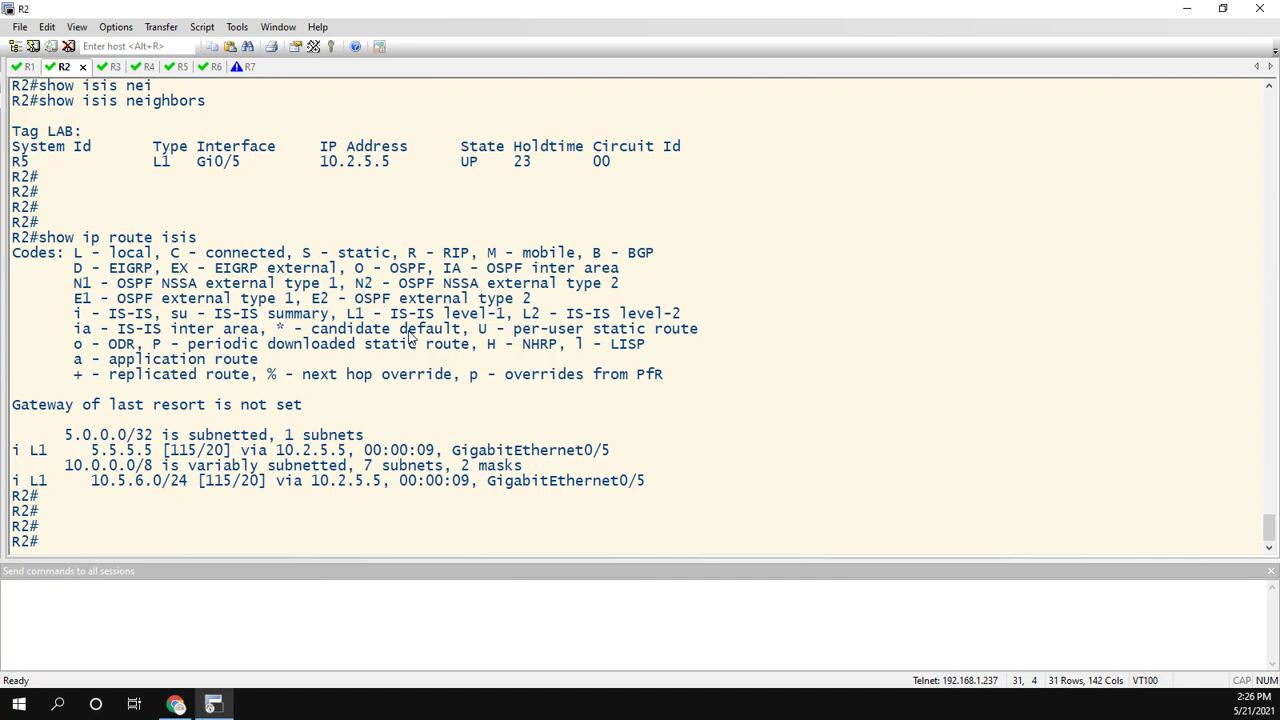 R2
File Edit View Options Transfer Script Tools Window Help
Enter host <Alt+R>
R1 R2 × R3 R4 R5 R6 R7
R2#show isis nei
R2#show isis neighbors
Tag LAB:
System Id       Type Interface     IP Address      State Holdtime Circuit Id
R5              L1   Gi0/5         10.2.5.5        UP    23       00
R2#
R2#
R2#
R2#
R2#show ip route isis
Codes: L - local, C - connected, S - static, R - RIP, M - mobile, B - BGP
       D - EIGRP, EX - EIGRP external, O - OSPF, IA - OSPF inter area
       N1 - OSPF NSSA external type 1, N2 - OSPF NSSA external type 2
       E1 - OSPF external type 1, E2 - OSPF external type 2
       i - IS-IS, su - IS-IS summary, L1 - IS-IS level-1, L2 - IS-IS level-2
       ia - IS-IS inter area, * - candidate default, U - per-user static route
       o - ODR, P - periodic downloaded static route, H - NHRP, l - LISP
       a - application route
       + - replicated route, % - next hop override, p - overrides from PfR
Gateway of last resort is not set
      5.0.0.0/32 is subnetted, 1 subnets
i L1     5.5.5.5 [115/20] via 10.2.5.5, 00:00:09, GigabitEthernet0/5
      10.0.0.0/8 is variably subnetted, 7 subnets, 2 masks
i L1     10.5.6.0/24 [115/20] via 10.2.5.5, 00:00:09, GigabitEthernet0/5
R2#
R2#
R2#
R2#
Send commands to all sessions
Ready Telnet: 192.168.1.237 31, 4 31 Rows, 142 Cols VT100 CAP NUM
2:26 PM
5/21/2021